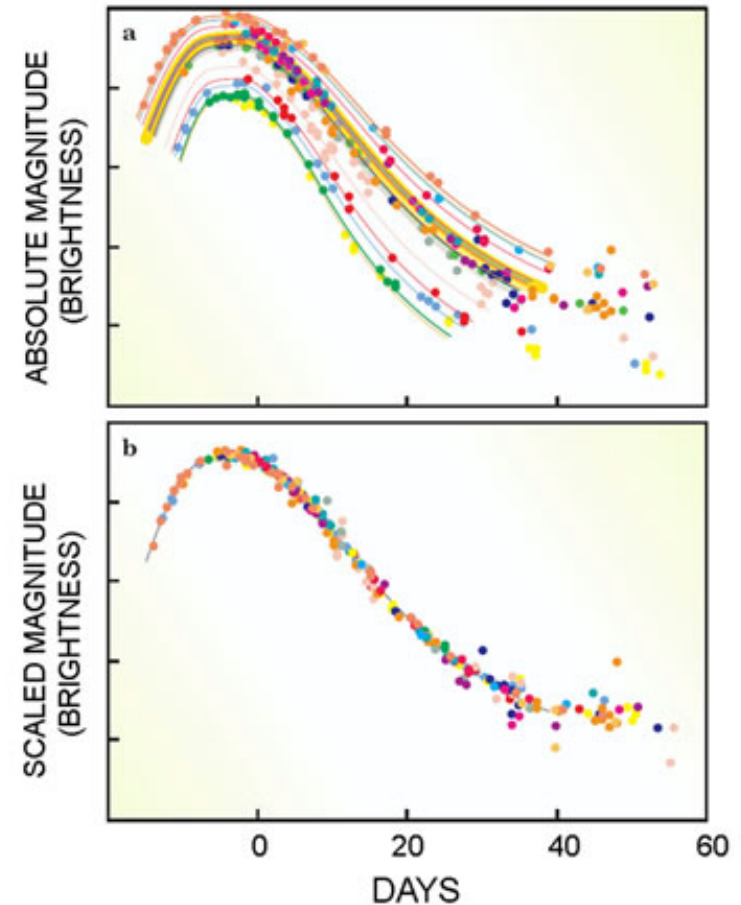 a
ABSOLUTE MAGNITUDE
(BRIGHTNESS)
b
SCALED MAGNITUDE
(BRIGHTNESS)
0
20
40
60
DAYS